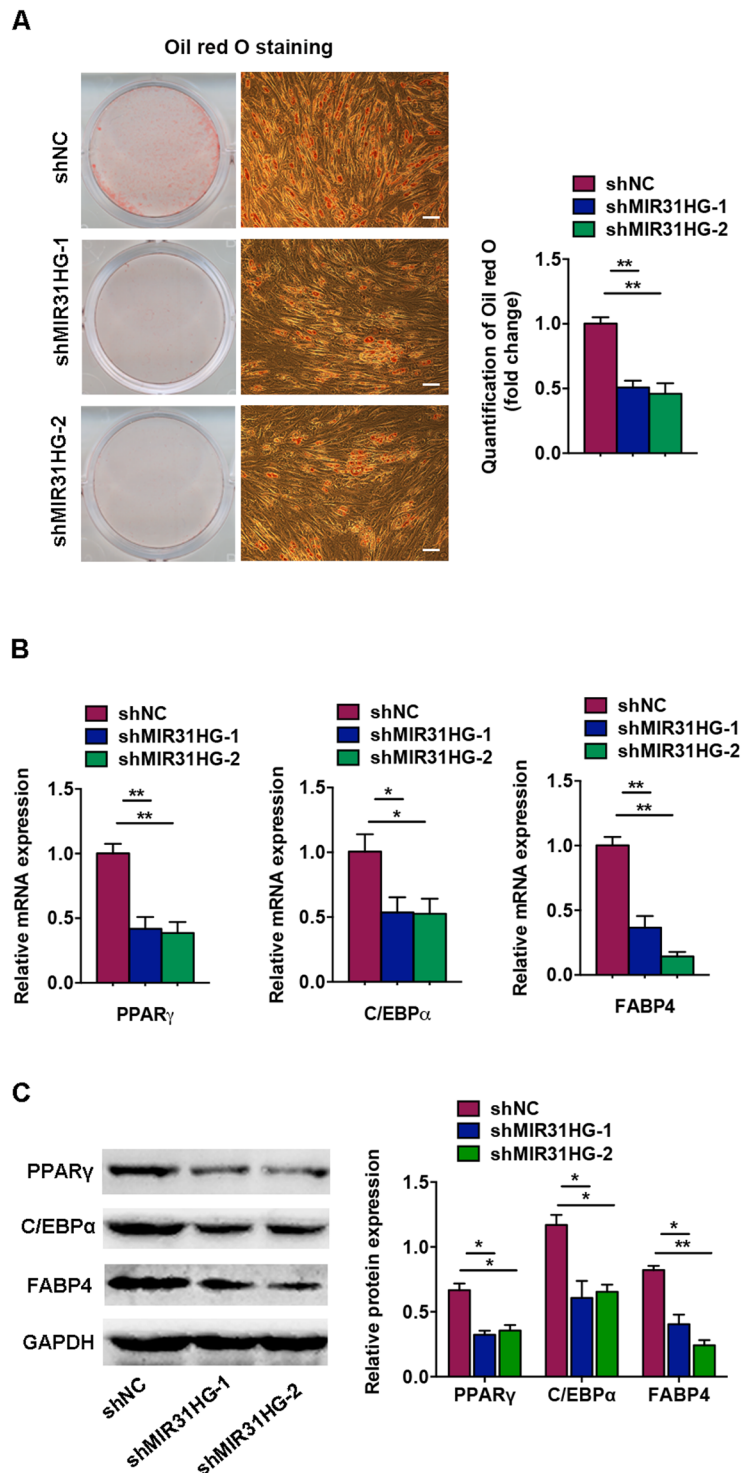 A
Oil red O staining
shNC
shMIR31HG-1
shMIR31HG-2
shNC
shMIR31HG-1
shMIR31HG-2
Quantification of Oil red O
(fold change)
1.5
1.0
0.5
0.0
**
**
B
shNC
shMIR31HG-1
shMIR31HG-2
Relative mRNA expression
1.5
1.0
0.5
0.0
**
**
PPARγ
shNC
shMIR31HG-1
shMIR31HG-2
Relative mRNA expression
1.5
1.0
0.5
0.0
*
*
C/EBPα
shNC
shMIR31HG-1
shMIR31HG-2
Relative mRNA expression
1.5
1.0
0.5
0.0
**
**
FABP4
C
PPARγ
C/EBPα
FABP4
GAPDH
shNC
shMIR31HG-1
shMIR31HG-2
shNC
shMIR31HG-1
shMIR31HG-2
Relative protein expression
1.5
1.0
0.5
0.0
*
*
*
*
*
**
PPARγ
C/EBPα
FABP4